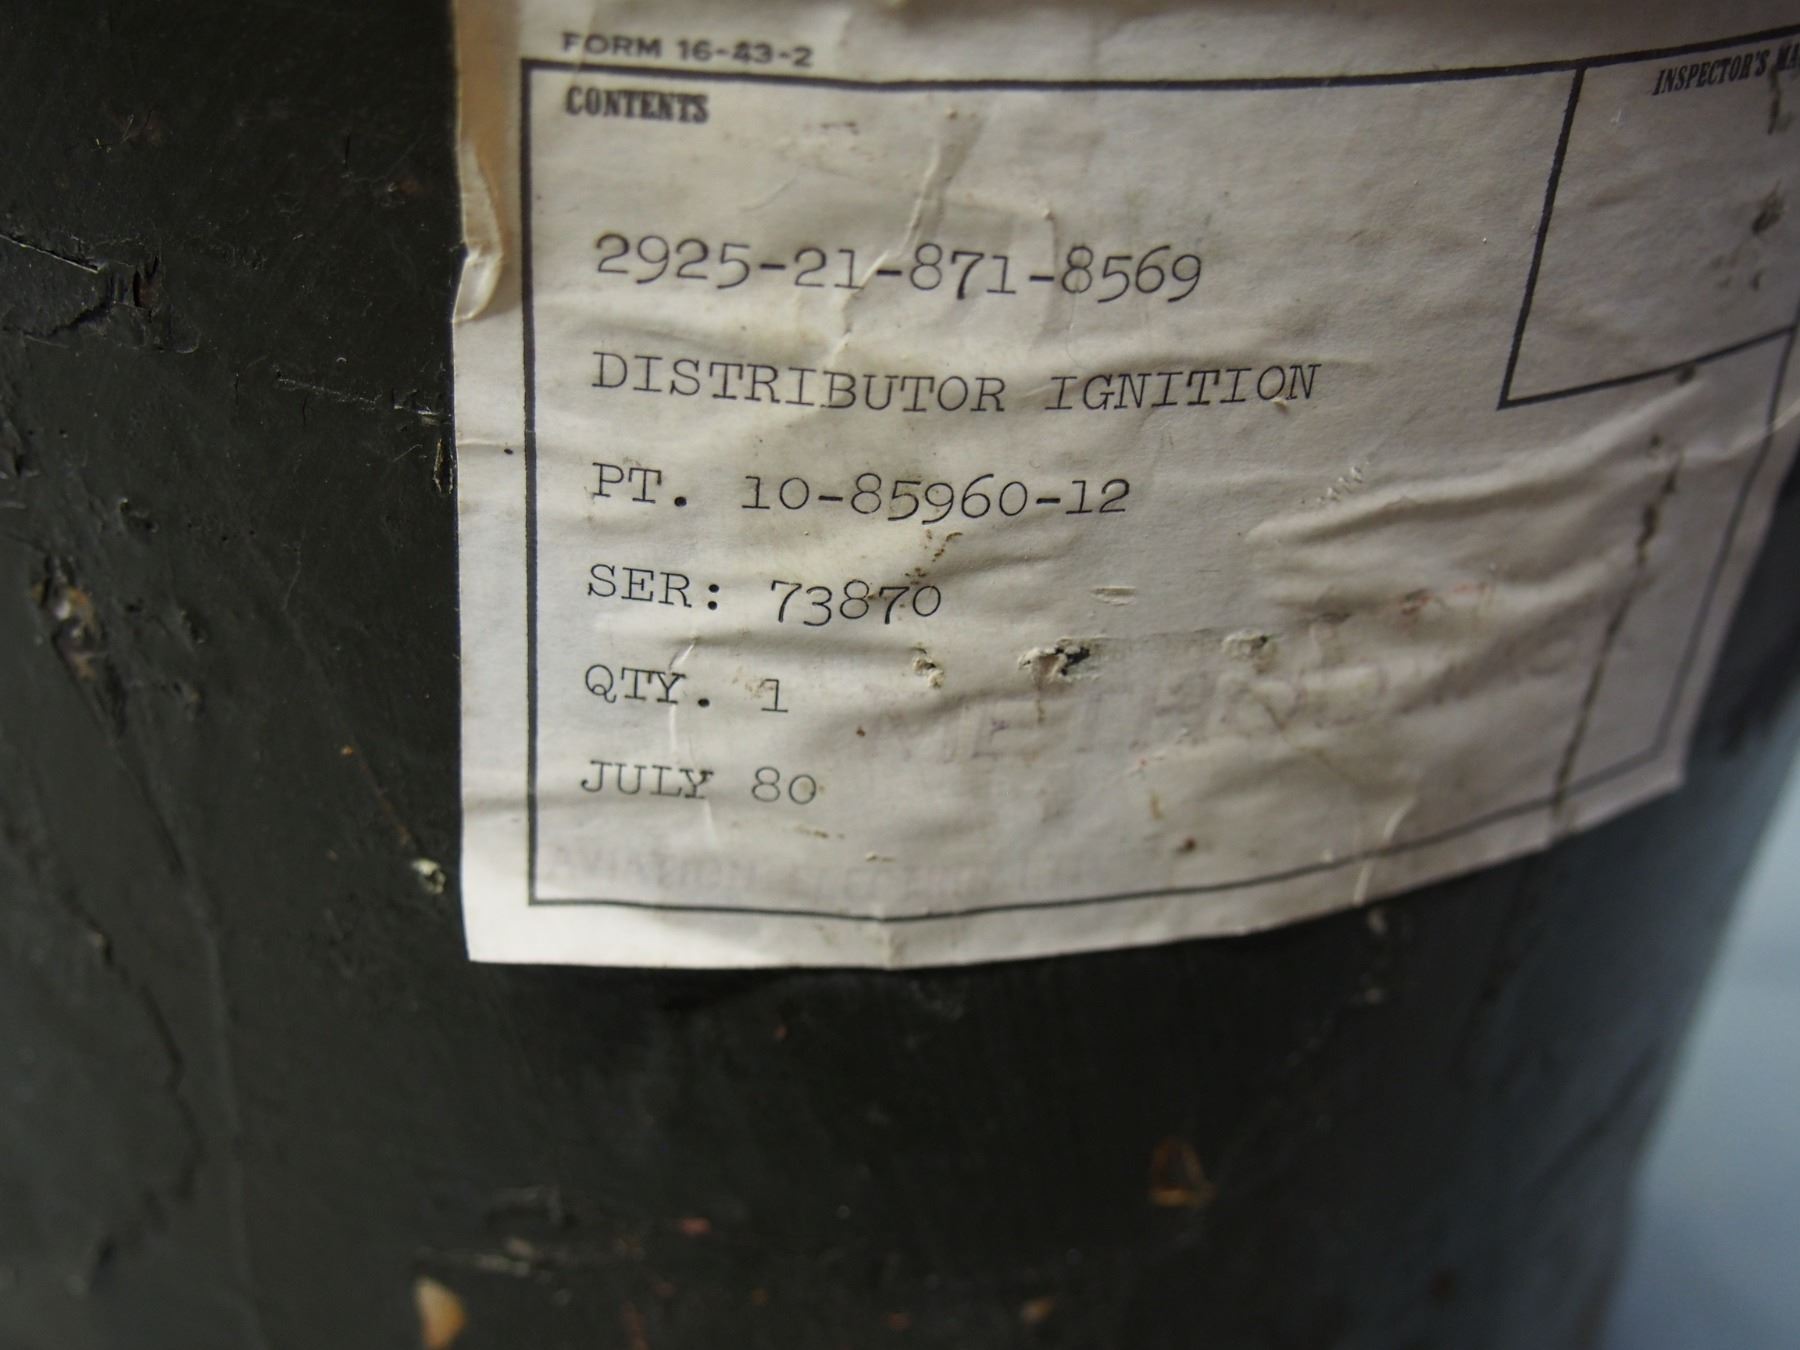 FORM 16-43-2
CONTENTS
INSPECTOR'S
2925-21-871-8569
DISTRIBUTOR IGNITION
PT. 10-85960-12
SER: 73870
QTY. 1
JULY 80
AVIATION